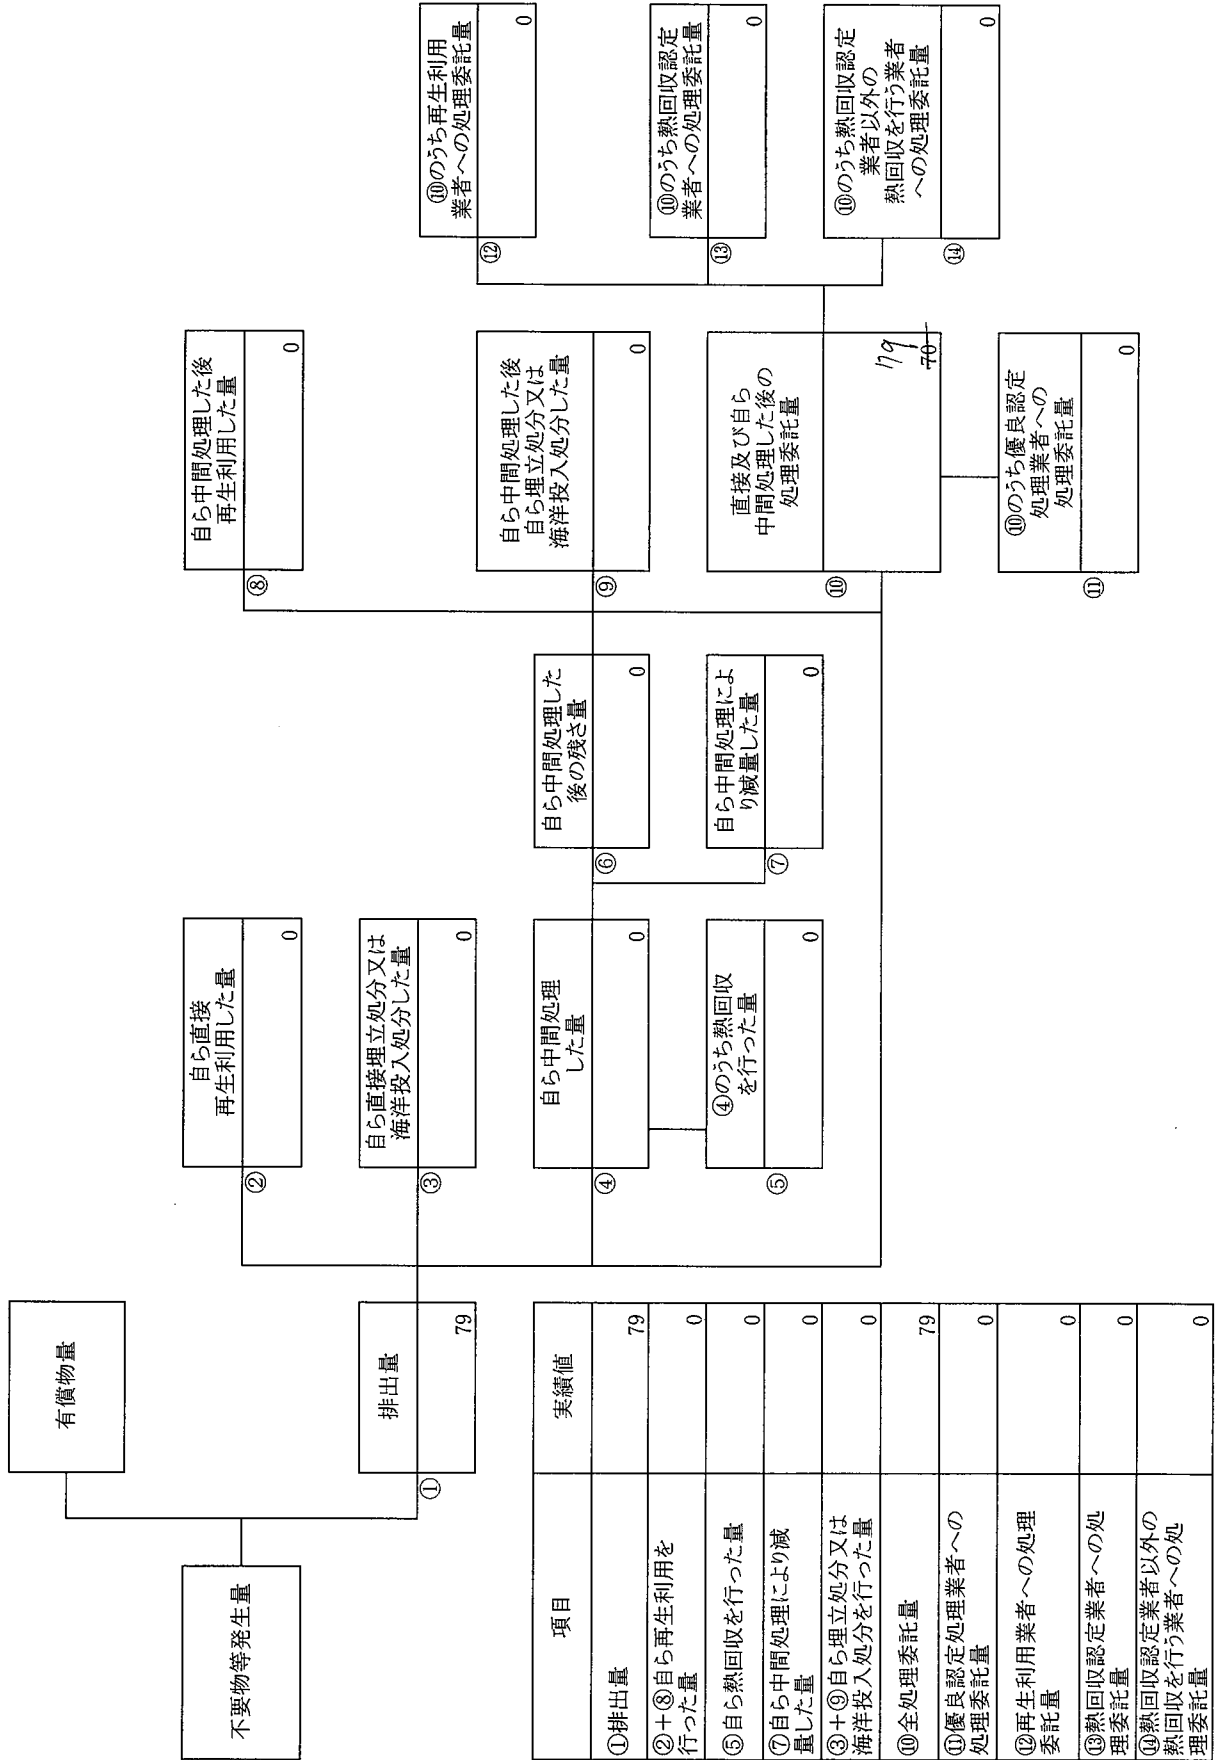 不要物等発生量
有償物量
①
排出量
79
②
自ら直接
再生利用した量
0
③
自ら直接埋立処分又は
海洋投入処分した量
0
④
自ら中間処理
した量
0
⑤
④のうち熱回収
を行った量
0
⑥
自ら中間処理した
後の残さ量
0
⑦
自ら中間処理によ
り減量した量
0
⑧
自ら中間処理した後
再生利用した量
0
⑨
自ら中間処理した後
自ら埋立処分又は
海洋投入処分した量
0
⑩
直接及び自ら
中間処理した後の
処理委託量
79
70
⑪
⑩のうち優良認定
処理業者への
処理委託量
0
⑫
⑩のうち再生利用
業者への処理委託量
0
⑬
⑩のうち熱回収認定
業者への処理委託量
0
⑭
⑩のうち熱回収認定
業者以外の
熱回収を行う業者
への処理委託量
0
項目 実績値
①排出量 79
②+⑧自ら再生利用を
行った量 0
⑤自ら熱回収を行った量 0
⑦自ら中間処理により減
量した量 0
③+⑨自ら埋立処分又は
海洋投入処分を行った量 0
⑩全処理委託量 79
⑪優良認定処理業者への
処理委託量 0
⑫再生利用業者への処理
委託量 0
⑬熱回収認定業者への処
理委託量 0
⑭熱回収認定業者以外の
熱回収を行う業者への処
理委託量 0